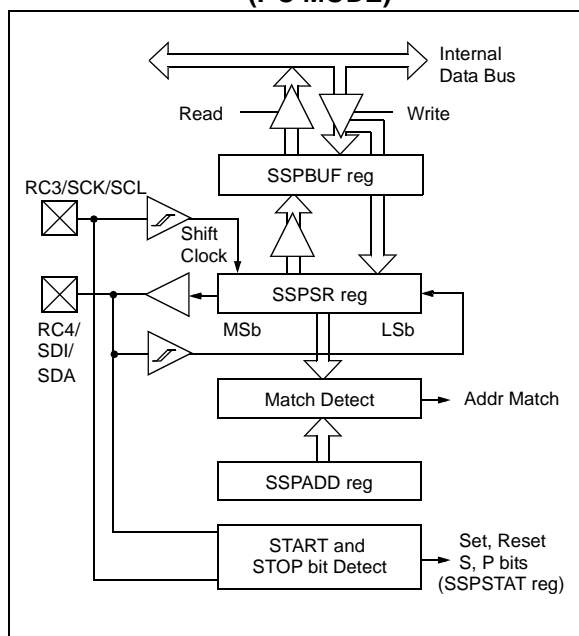 (I²C MODE)
Internal
Data Bus
Read
Write
SSPBUF reg
RC3/SCK/SCL
Shift
Clock
SSPSR reg
MSb
LSb
RC4/
SDI/
SDA
Match Detect
Addr Match
SSPADD reg
START and
STOP bit Detect
Set, Reset
S, P bits
(SSPSTAT reg)